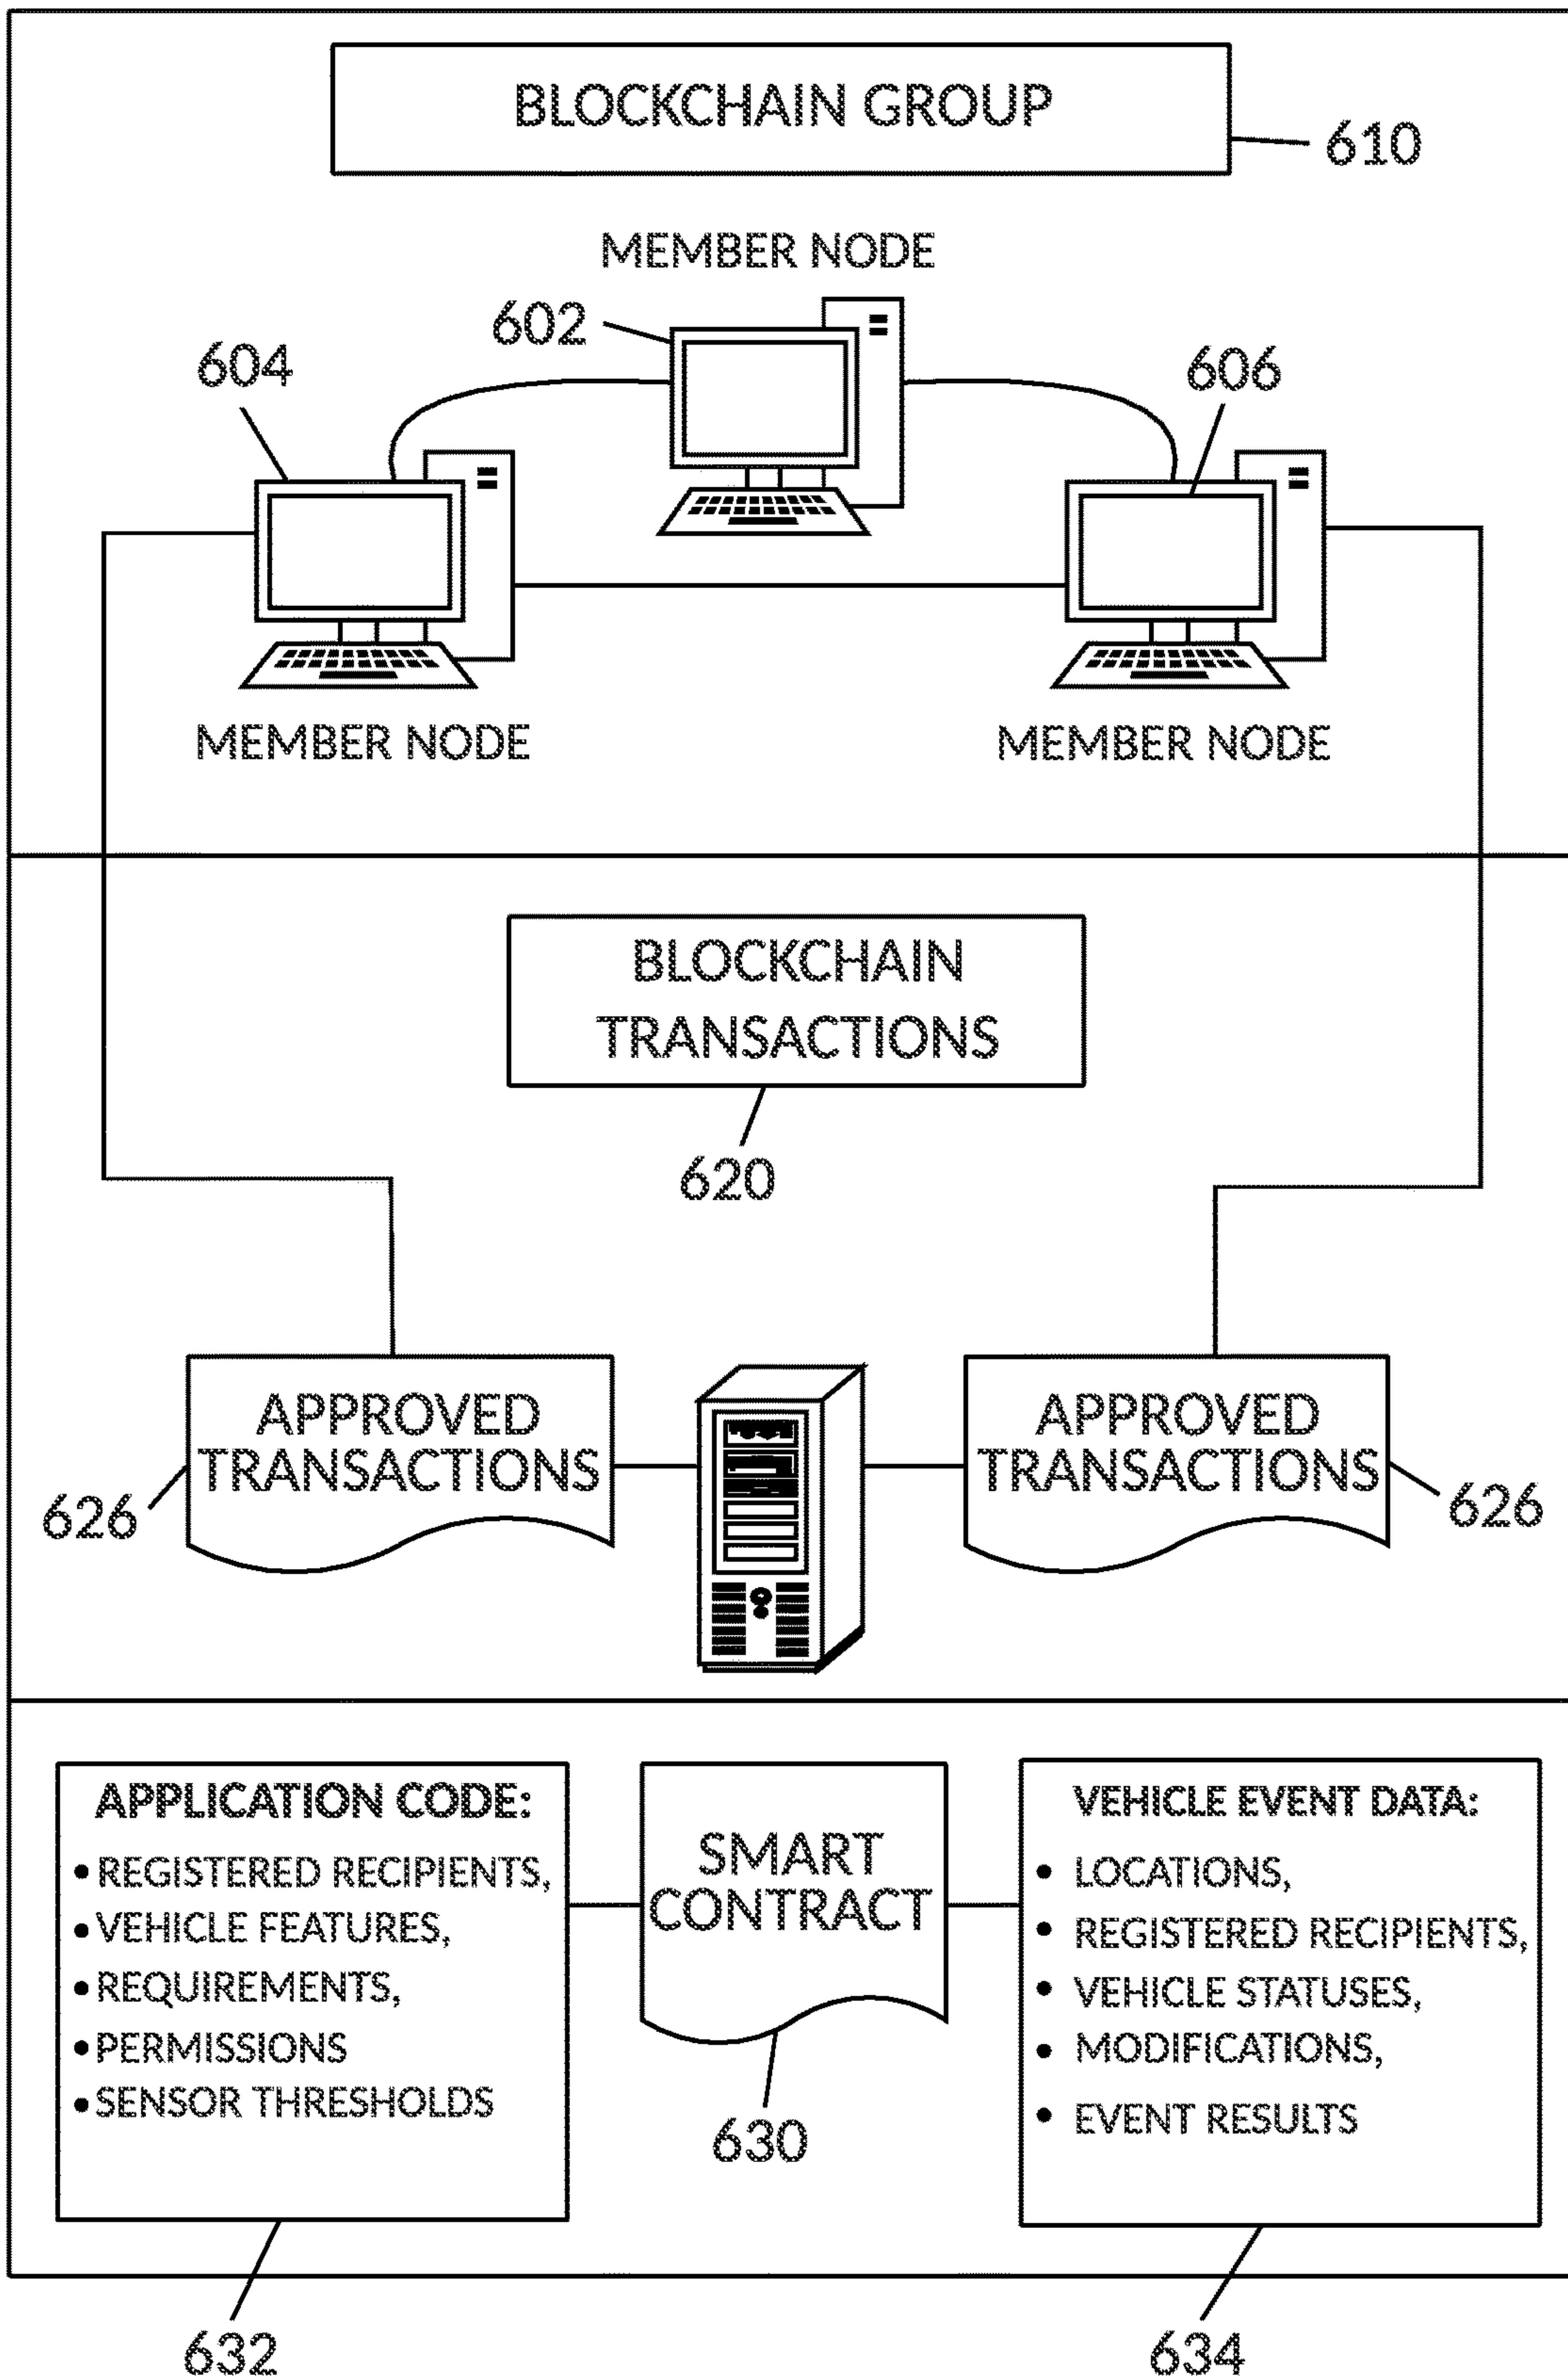 BLOCKCHAIN GROUP
610
MEMBER NODE
602
604
606
MEMBER NODE
MEMBER NODE
BLOCKCHAIN
TRANSACTIONS
620
APPROVED
TRANSACTIONS
626
APPROVED
TRANSACTIONS
626
APPLICATION CODE:
• REGISTERED RECIPIENTS,
• VEHICLE FEATURES,
• REQUIREMENTS,
• PERMISSIONS
• SENSOR THRESHOLDS
632
SMART
CONTRACT
630
VEHICLE EVENT DATA:
• LOCATIONS,
• REGISTERED RECIPIENTS,
• VEHICLE STATUSES,
• MODIFICATIONS,
• EVENT RESULTS
634